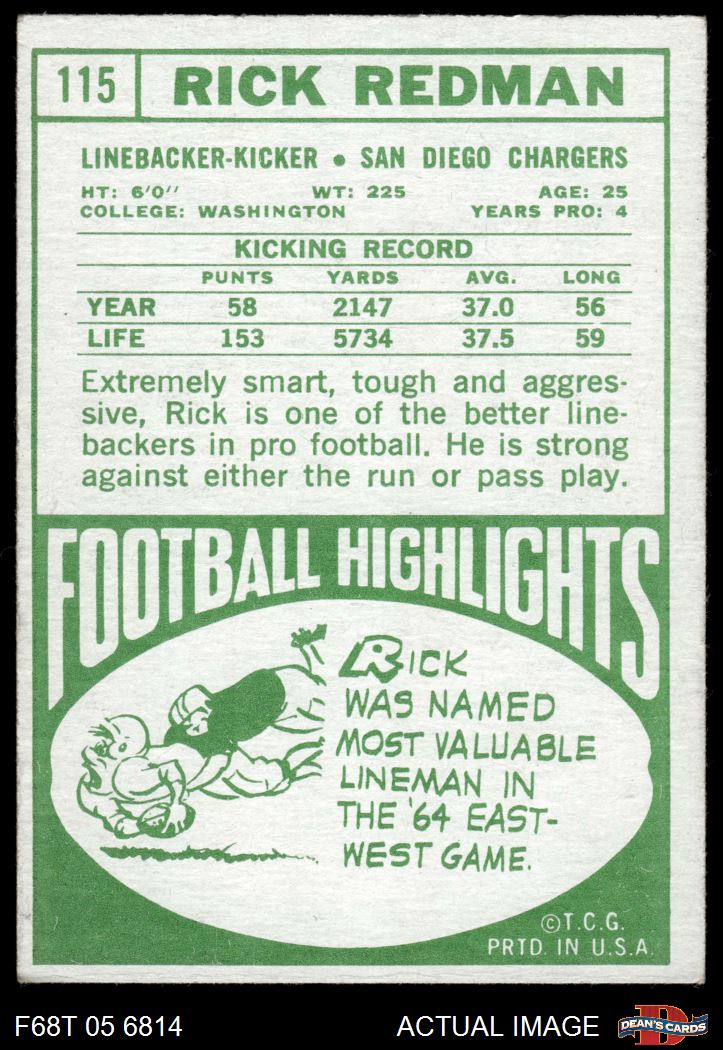 115 RICK REDMAN
LINEBACKER-KICKER • SAN DIEGO CHARGERS
HT: 6'0'' WT: 225 AGE: 25
COLLEGE: WASHINGTON YEARS PRO: 4
KICKING RECORD
PUNTS YARDS AVG. LONG
YEAR 58 2147 37.0 56
LIFE 153 5734 37.5 59
Extremely smart, tough and aggres-
sive, Rick is one of the better line-
backers in pro football. He is strong
against either the run or pass play.
FOOTBALL HIGHLIGHTS
RICK
WAS NAMED
MOST VALUABLE
LINEMAN IN
THE '64 EAST-
WEST GAME.
©T.C.G.
PRTD. IN U.S.A.
F68T 05 6814 ACTUAL IMAGE D DEAN'S CARDS